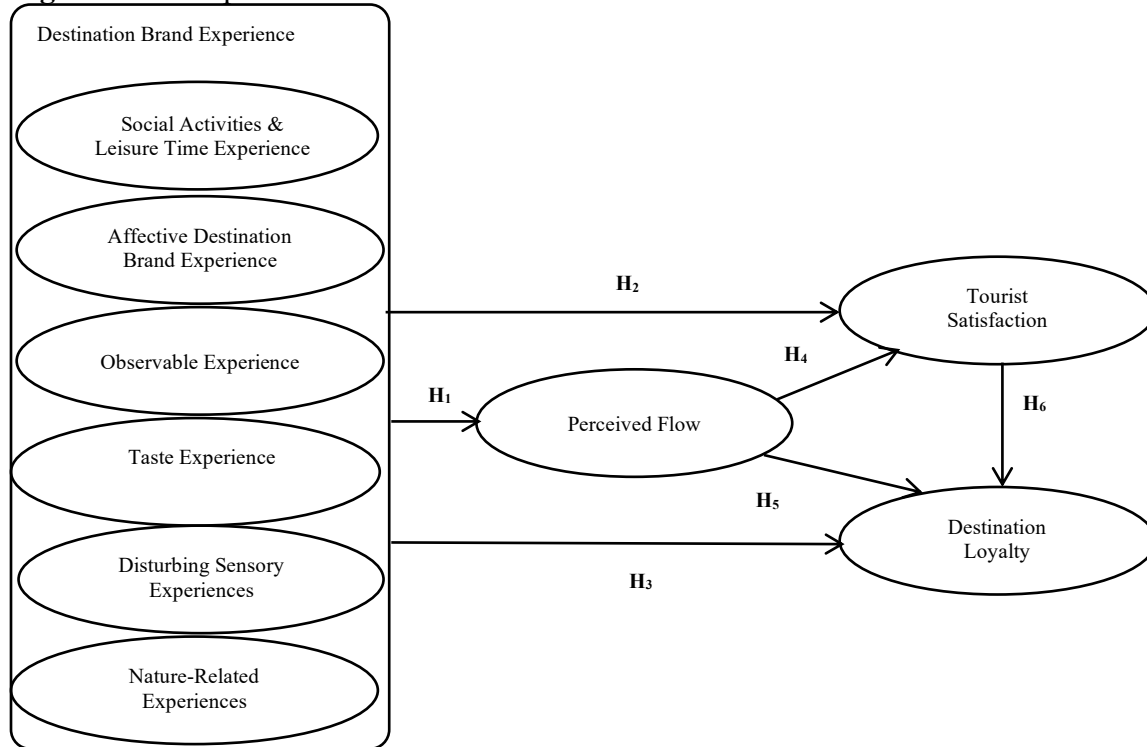 Destination Brand Experience
Social Activities &
Leisure Time Experience
Affective Destination
Brand Experience
Observable Experience
Taste Experience
Disturbing Sensory
Experiences
Nature-Related
Experiences
H₂
H₁
H₄
H₅
H₃
H₆
Perceived Flow
Tourist
Satisfaction
Destination
Loyalty